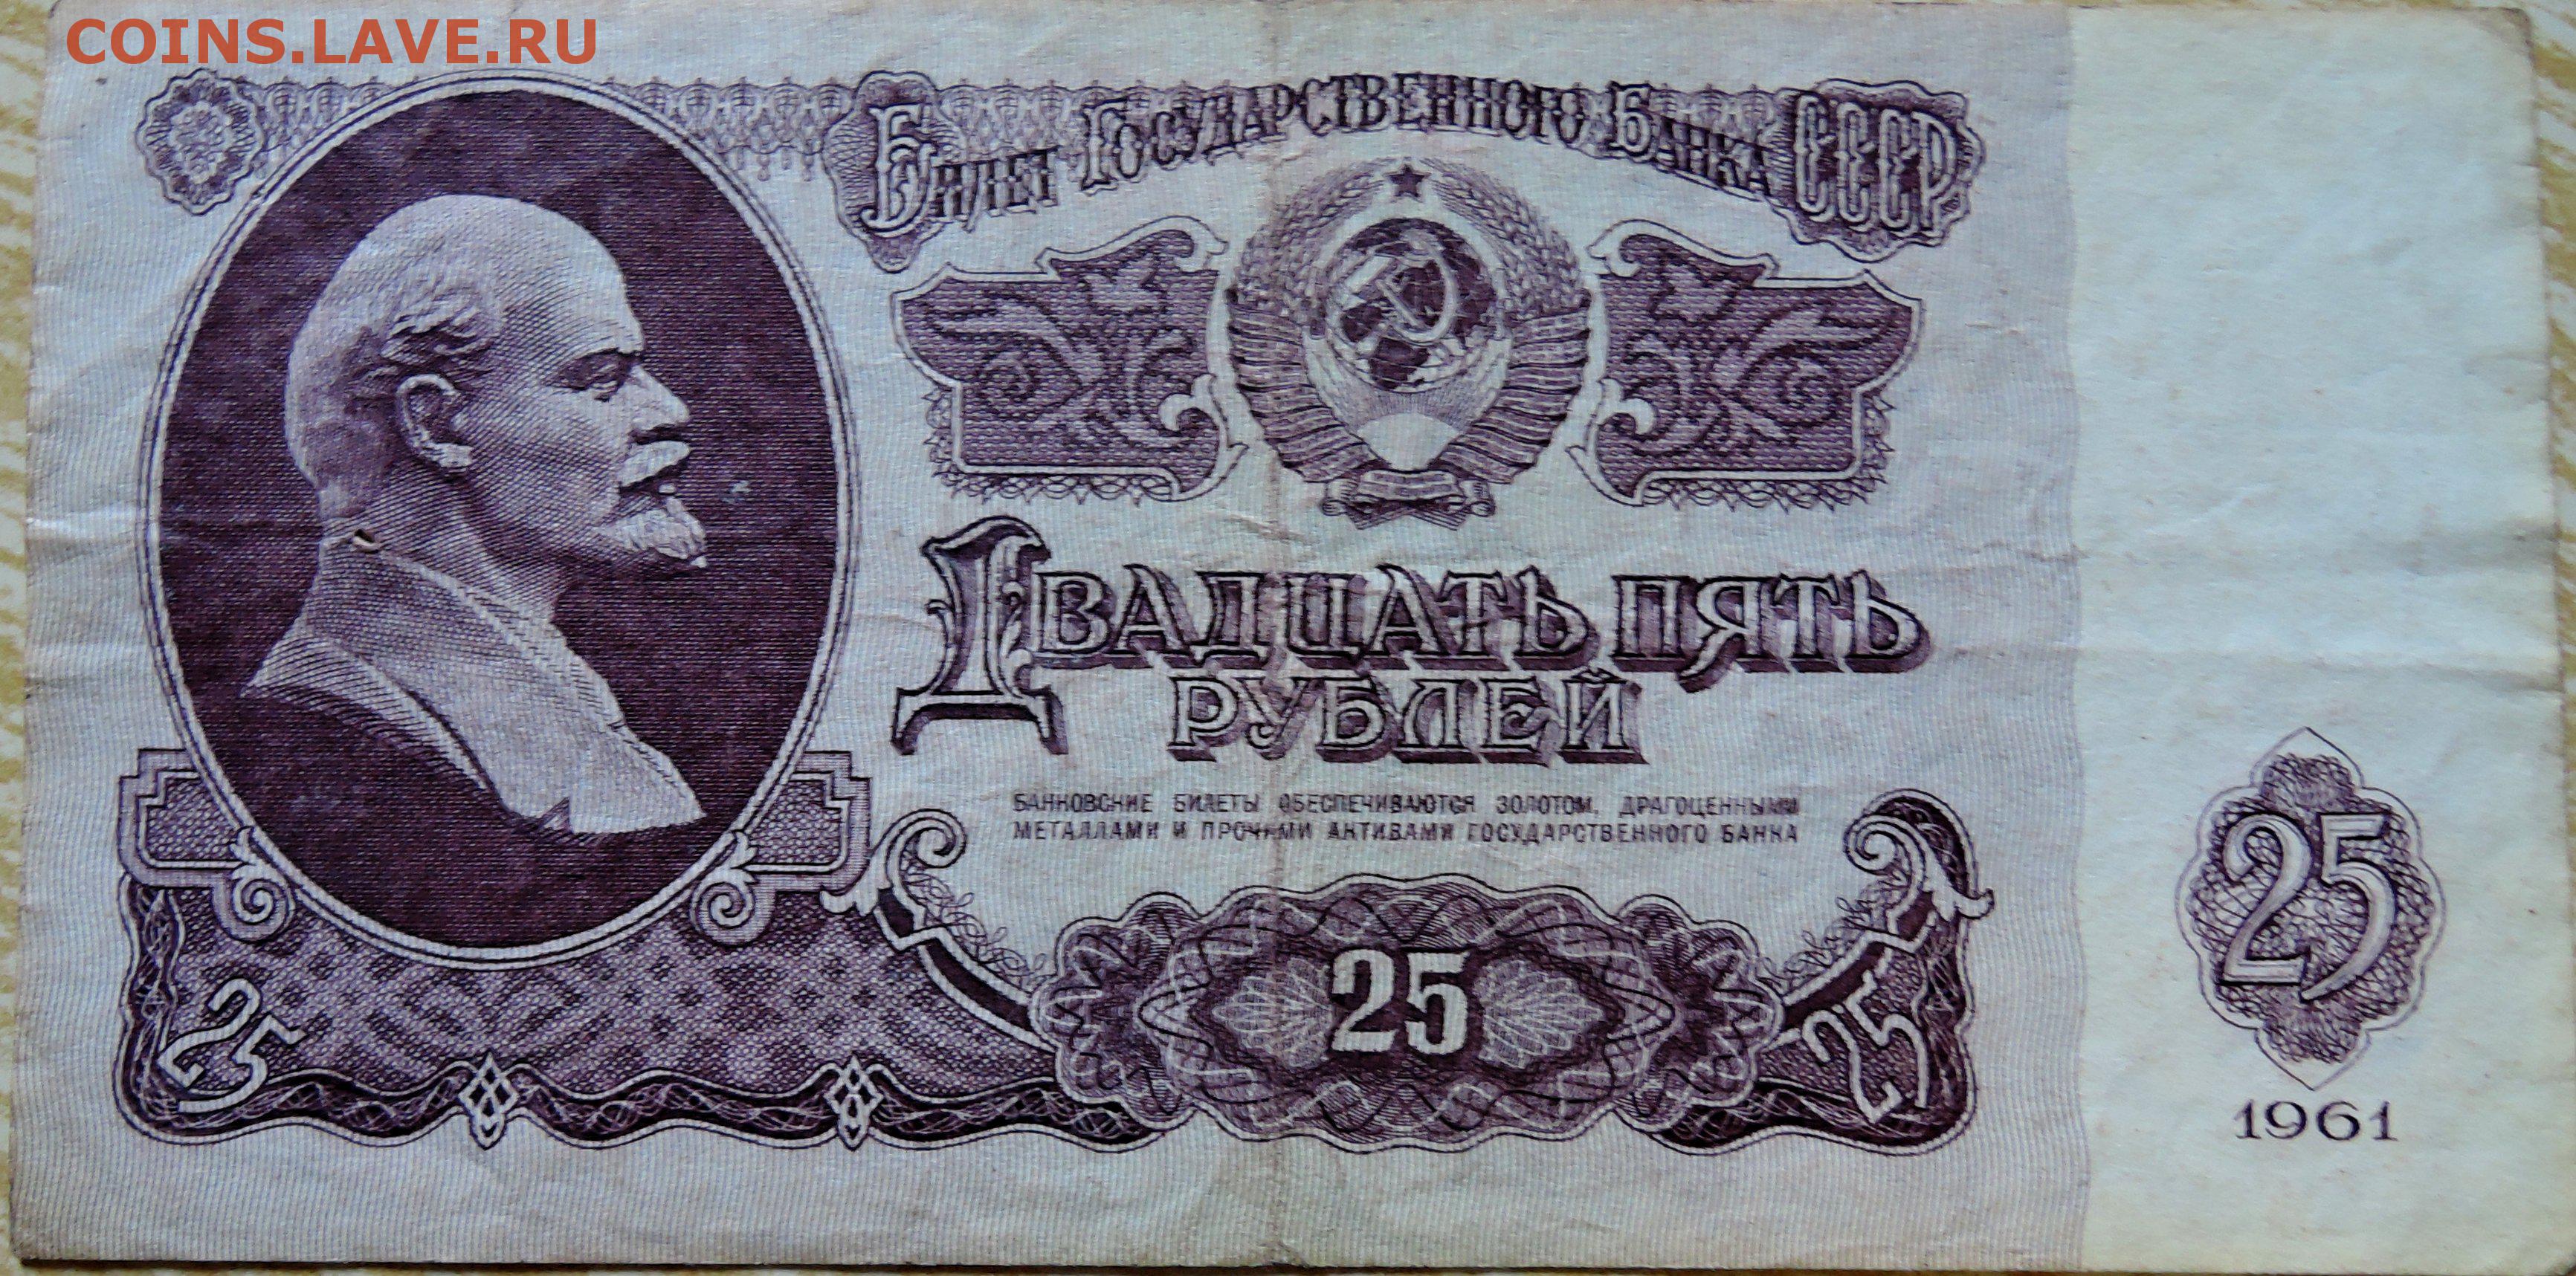 COINS.LAVE.RU
Билет Государственного Банка СССР
Двадцать пять
рублей
БАНКОВСКИЕ БИЛЕТЫ ОБЕСПЕЧИВАЮТСЯ ЗОЛОТОМ, ДРАГОЦЕННЫМИ
МЕТАЛЛАМИ И ПРОЧИМИ АКТИВАМИ ГОСУДАРСТВЕННОГО БАНКА
25
25
25
25
1961